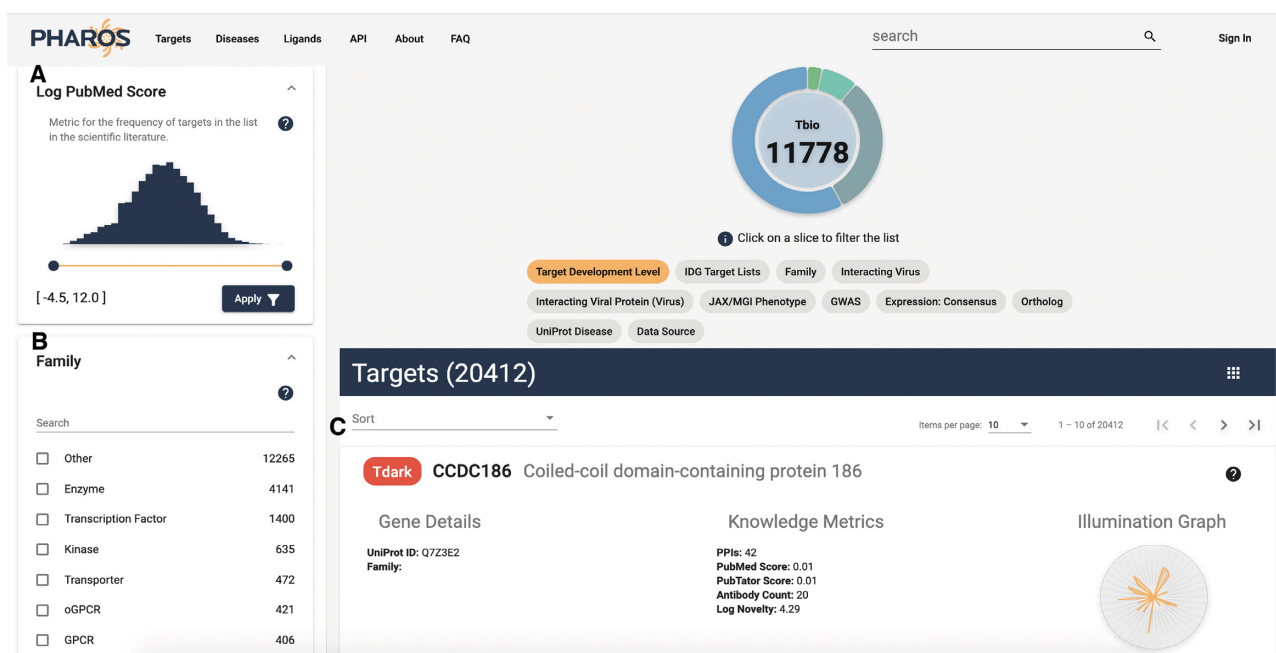 PHAROS Targets Diseases Ligands API About FAQ search Sign In
A
Log PubMed Score
Metric for the frequency of targets in the list
in the scientific literature.
?
[ -4.5, 12.0 ]
Apply
B
Family
?
Search
Other 12265
Enzyme 4141
Transcription Factor 1400
Kinase 635
Transporter 472
oGPCR 421
GPCR 406
Tbio
11778
i Click on a slice to filter the list
Target Development Level IDG Target Lists Family Interacting Virus
Interacting Viral Protein (Virus) JAX/MGI Phenotype GWAS Expression: Consensus Ortholog
UniProt Disease Data Source
Targets (20412)
C Sort Items per page: 10 1 – 10 of 20412
Tdark CCDC186 Coiled-coil domain-containing protein 186 ?
Gene Details
UniProt ID: Q7Z3E2
Family:
Knowledge Metrics
PPIs: 42
PubMed Score: 0.01
PubTator Score: 0.01
Antibody Count: 20
Log Novelty: 4.29
Illumination Graph